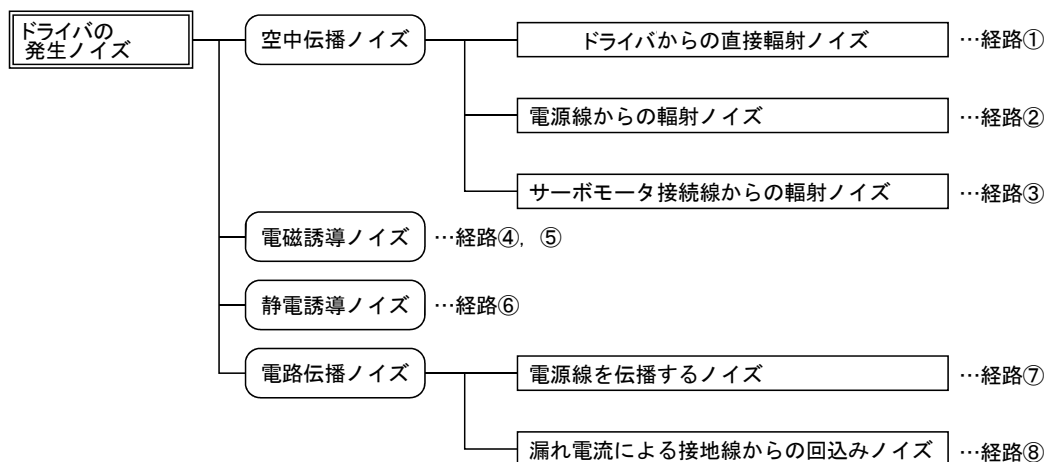 ドライバの
発生ノイズ
空中伝播ノイズ
ドライバからの直接輻射ノイズ …経路①
電源線からの輻射ノイズ …経路②
サーボモータ接続線からの輻射ノイズ …経路③
電磁誘導ノイズ …経路④, ⑤
静電誘導ノイズ …経路⑥
電路伝播ノイズ
電源線を伝播するノイズ …経路⑦
漏れ電流による接地線からの回込みノイズ …経路⑧